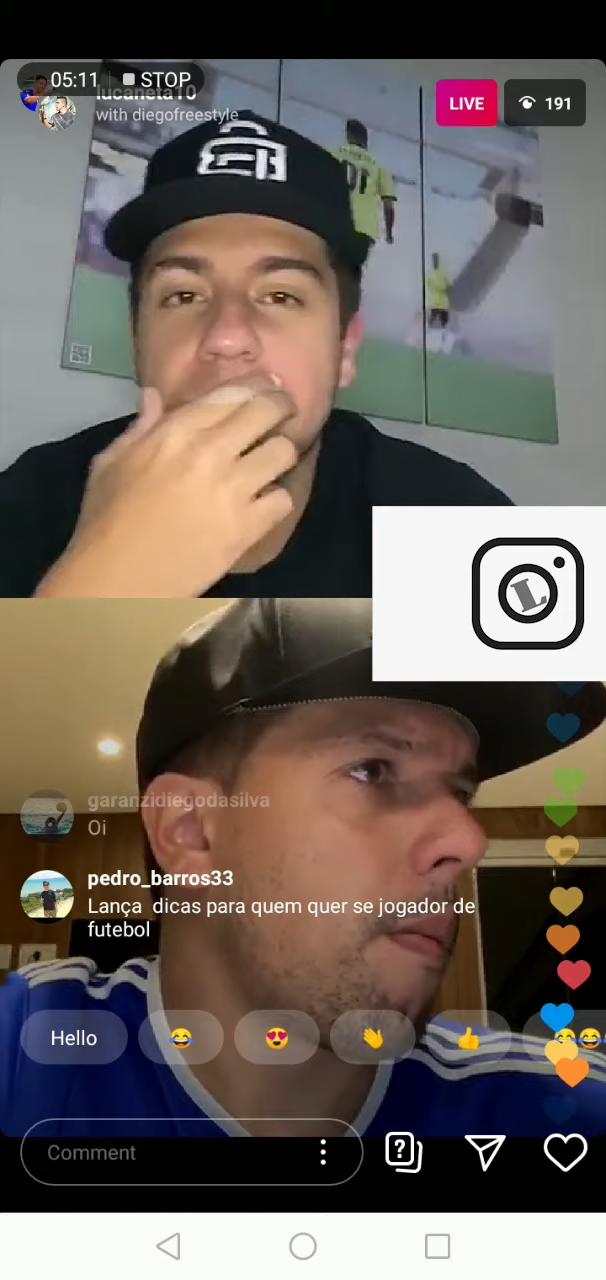 05:11 STOP
lucaneta10
with diegofreestyle
LIVE
191
garanzidiegodasilva
Oi
pedro_barros33
Lança dicas para quem quer se jogador de
futebol
Hello
Comment